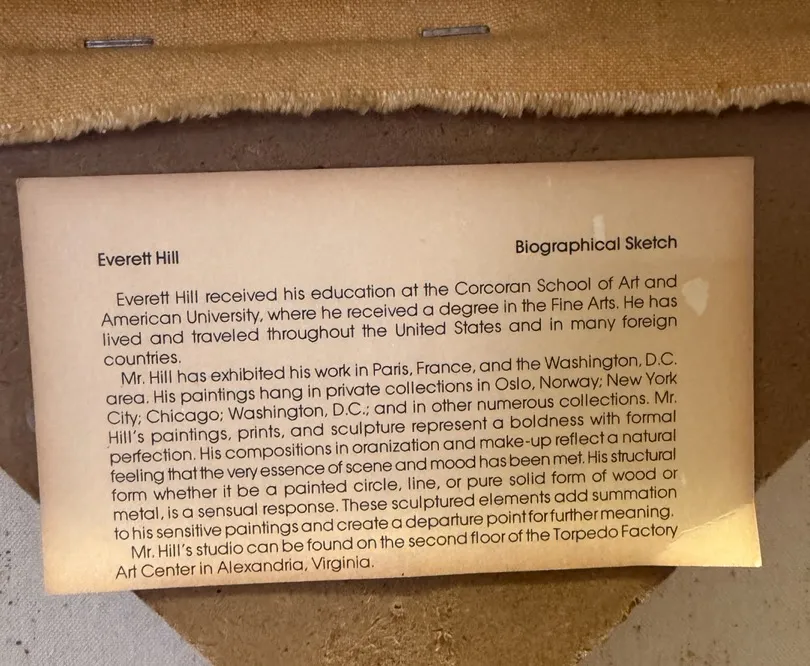 Everett Hill Biographical Sketch
Everett Hill received his education at the Corcoran School of Art and
American University, where he received a degree in the Fine Arts. He has
lived and traveled throughout the United States and in many foreign
countries.
Mr. Hill has exhibited his work in Paris, France, and the Washington, D.C.
area. His paintings hang in private collections in Oslo, Norway; New York
City; Chicago; Washington, D.C.; and in other numerous collections. Mr.
Hill's paintings, prints, and sculpture represent a boldness with formal
perfection. His compositions in oranization and make-up reflect a natural
feeling that the very essence of scene and mood has been met. His structural
form whether it be a painted circle, line, or pure solid form of wood or
metal, is a sensual response. These sculptured elements add summation
to his sensitive paintings and create a departure point for further meaning.
Mr. Hill's studio can be found on the second floor of the Torpedo Factory
Art Center in Alexandria, Virginia.